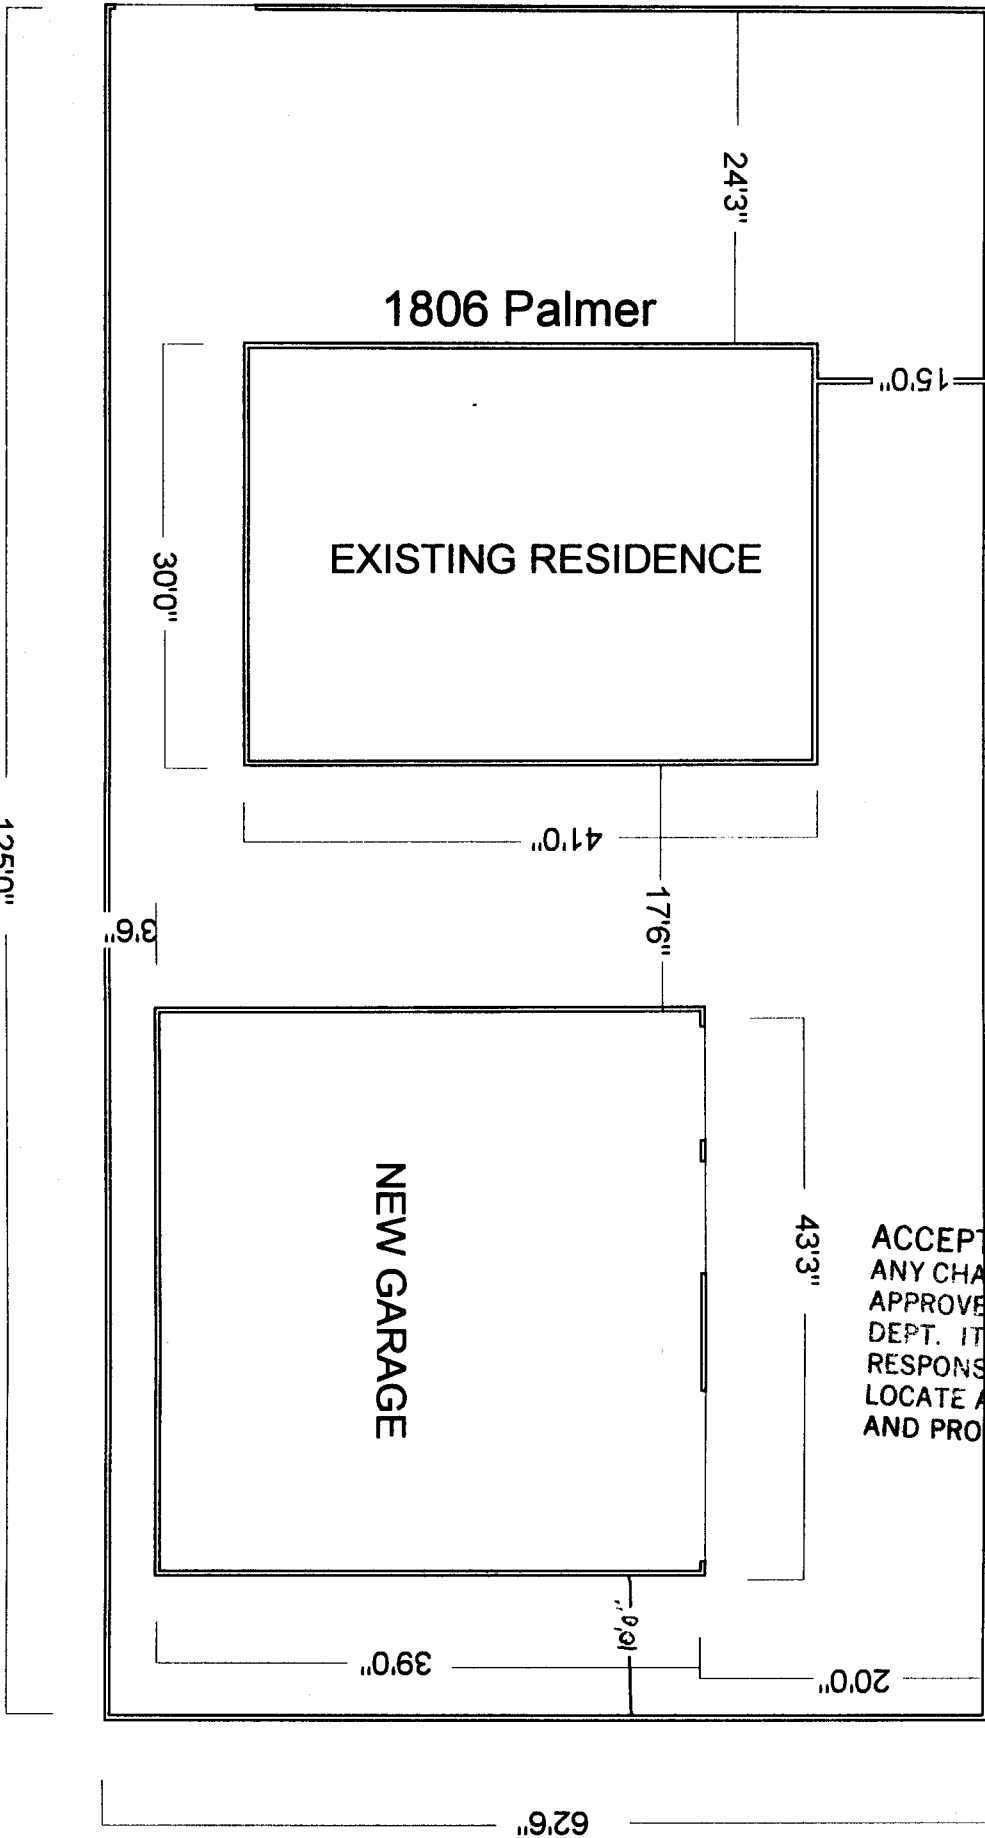 24'3"
1806 Palmer
15'0"
EXISTING RESIDENCE
30'0"
41'0"
125'0"
17'6"
3'6"
NEW GARAGE
43'3"
ACCEPT
ANY CHA
APPROVE
DEPT. IT
RESPONS
LOCATE A
AND PRO
10'0"
39'0"
20'0"
62'6"